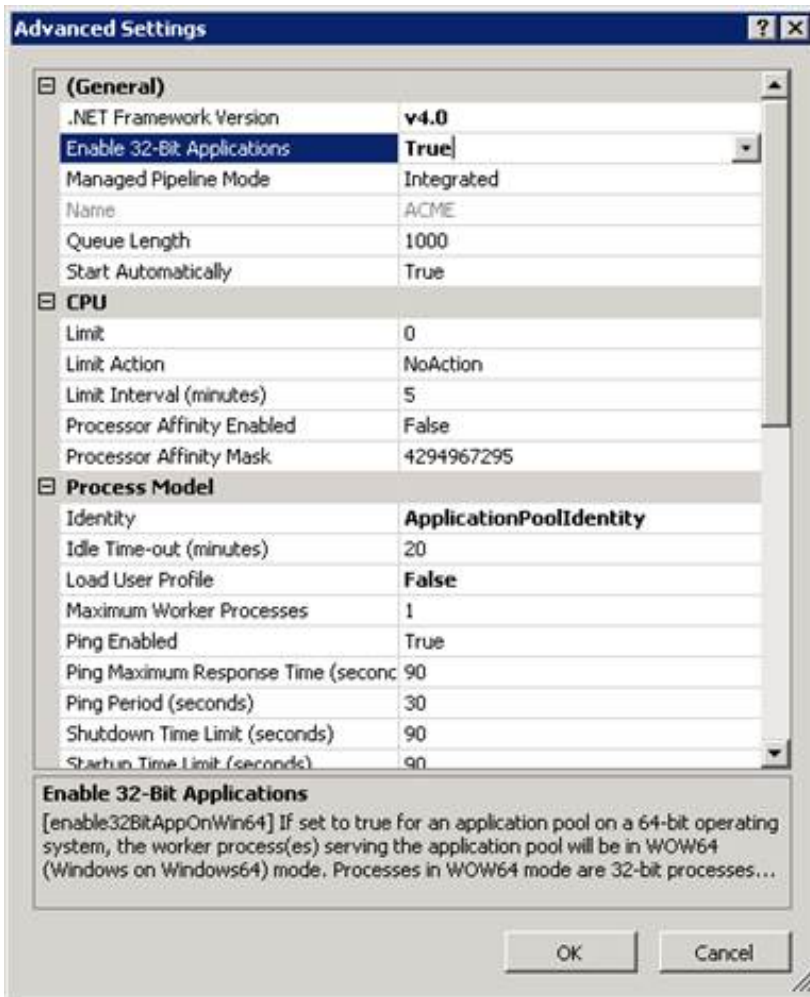 Advanced Settings
(General)
.NET Framework Version v4.0
Enable 32-Bit Applications True
Managed Pipeline Mode Integrated
Name ACME
Queue Length 1000
Start Automatically True
CPU
Limit 0
Limit Action NoAction
Limit Interval (minutes) 5
Processor Affinity Enabled False
Processor Affinity Mask 4294967295
Process Model
Identity ApplicationPoolIdentity
Idle Time-out (minutes) 20
Load User Profile False
Maximum Worker Processes 1
Ping Enabled True
Ping Maximum Response Time (second 90
Ping Period (seconds) 30
Shutdown Time Limit (seconds) 90
Startup Time Limit (seconds) 90
Enable 32-Bit Applications
[enable32BitAppOnWin64] If set to true for an application pool on a 64-bit operating
system, the worker process(es) serving the application pool will be in WOW64
(Windows on Windows64) mode. Processes in WOW64 mode are 32-bit processes...
OK Cancel